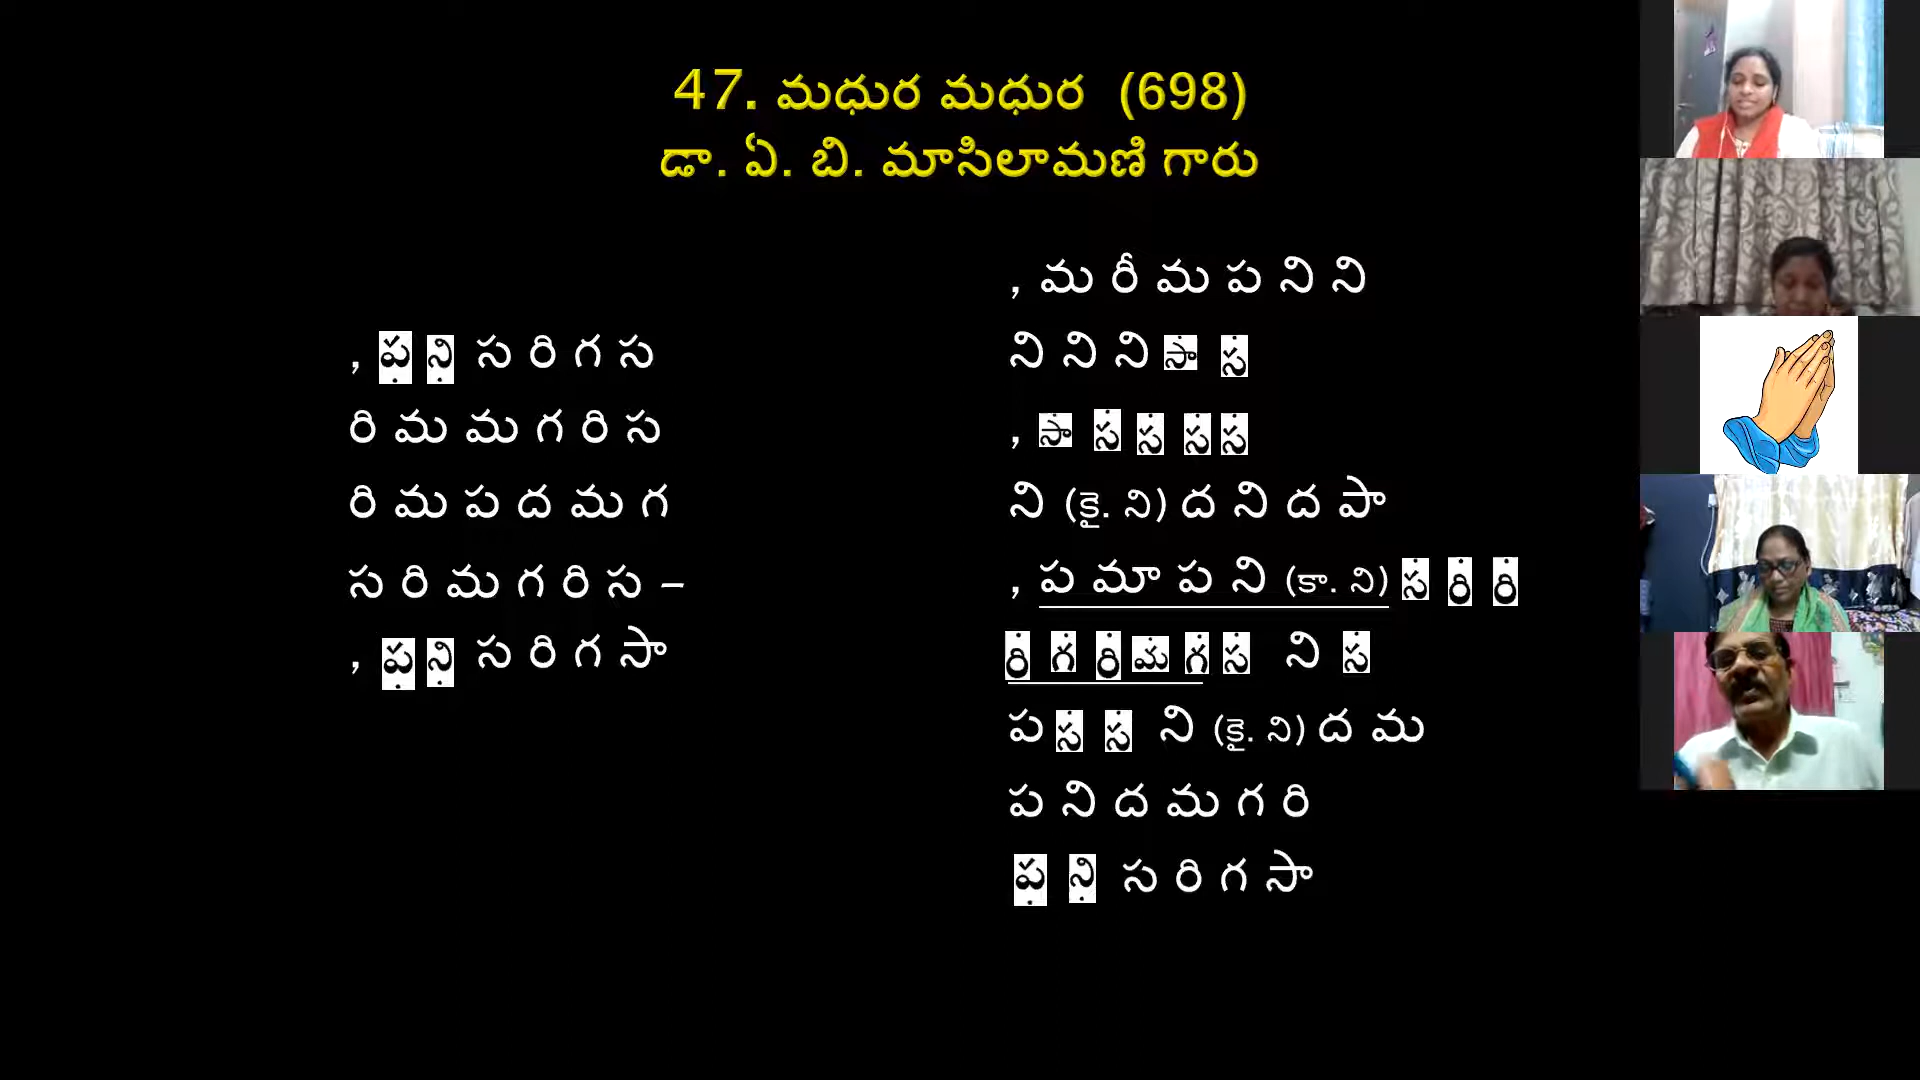 47. మధుర మధుర (698)
డా. ఏ. బి. మాసిలామణి గారు
, ప̣ ని̣ స రి గ స
రి మ మ గ రి స
రి మ ప ద మ గ
స రి మ గ రి స –
, ప̣ ని̣ స రి గ సా
, మ రీ మ ప ని ని
ని ని ని సా̇ స̇
, సా̇ స̇ స̇ స̇ స̇
ని (కై. ని) ద ని ద పా
, ప మా ప ని (కా. ని) స̇ రి̇ రి̇
రి̇ గ̇ రి̇ మ̇ గ̇ స̇ ని స̇
ప స̇ స̇ ని (కై. ని) ద మ
ప ని ద మ గ రి
ప̣ ని̣ స రి గ సా